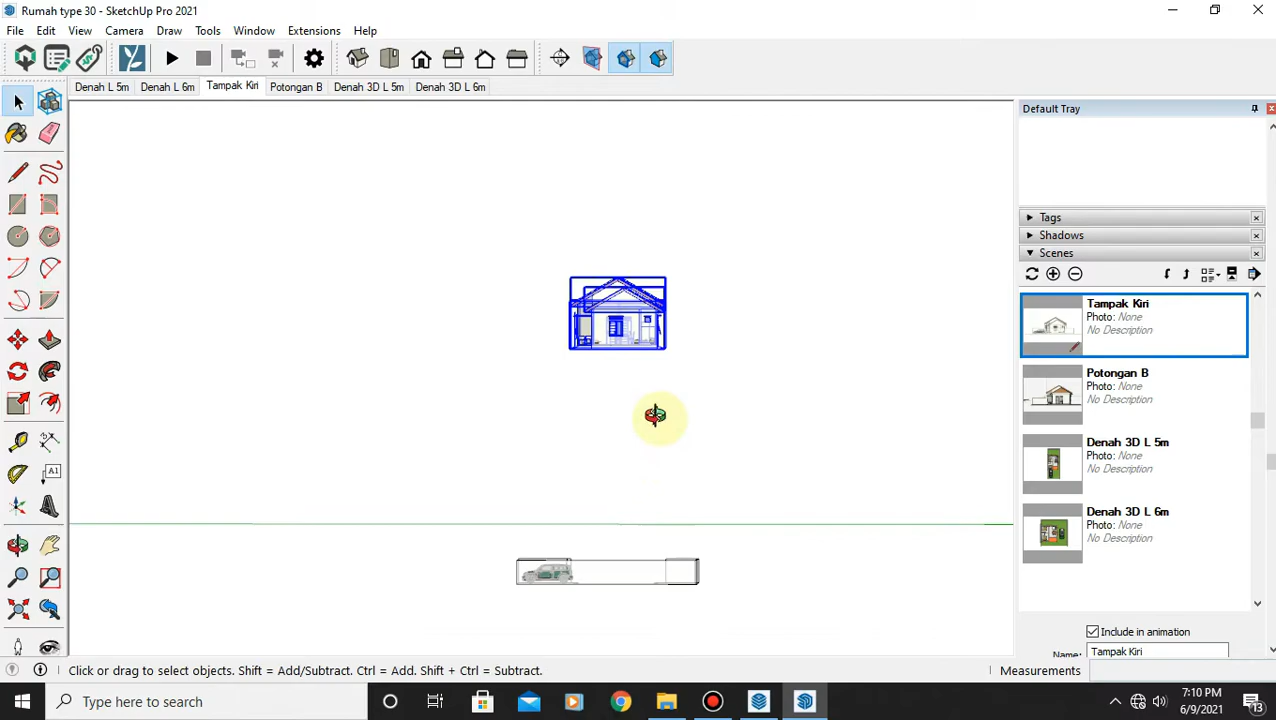 Rumah type 30 - SketchUp Pro 2021
File Edit View Camera Draw Tools Window Extensions Help
Denah L 5m Denah L 6m Tampak Kiri Potongan B Denah 3D L 5m Denah 3D L 6m
Default Tray
Tags
Shadows
Scenes
Tampak Kiri
Photo: None
No Description
Potongan B
Photo: None
No Description
Denah 3D L 5m
Photo: None
No Description
Denah 3D L 6m
Photo: None
No Description
Include in animation
Name: Tampak Kiri
A1
Click or drag to select objects. Shift = Add/Subtract. Ctrl = Add. Shift + Ctrl = Subtract.
Measurements
Type here to search
7:10 PM
6/9/2021
13